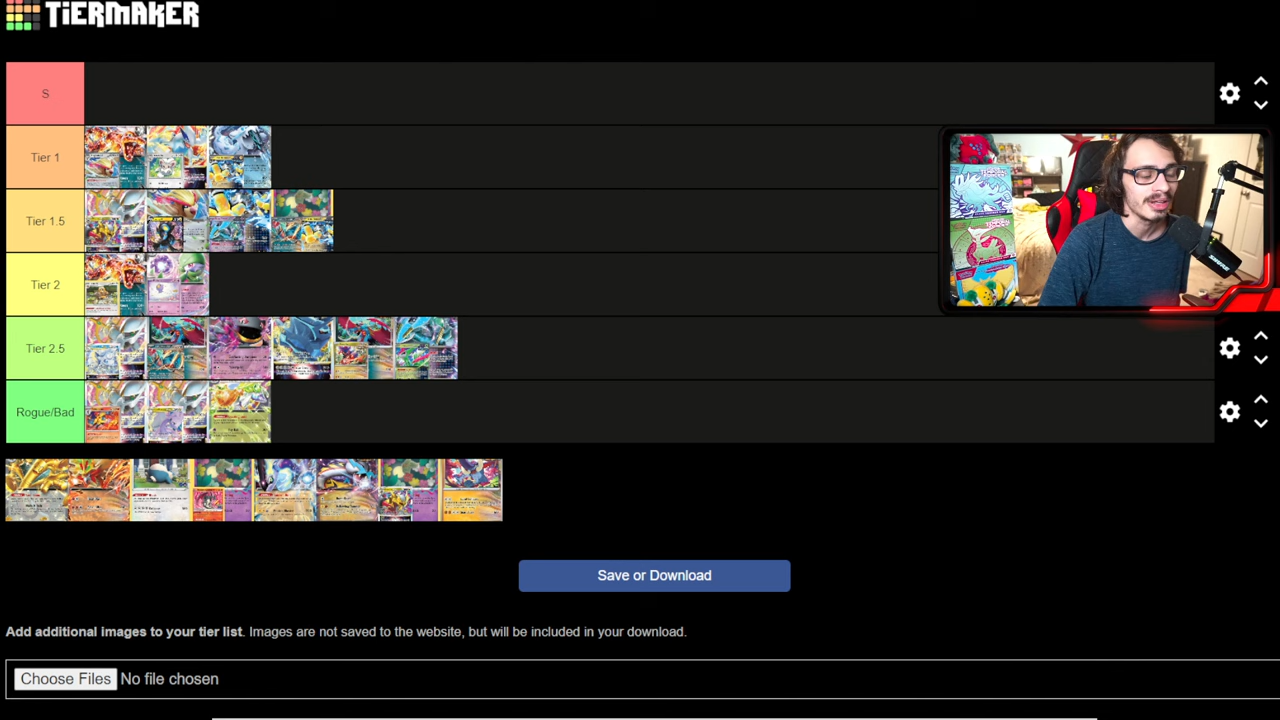 TiERMAKER
S
Tier 1
Tier 1.5
Tier 2
Tier 2.5
Rogue/Bad
Save or Download
Add additional images to your tier list. Images are not saved to the website, but will be included in your download.
Choose Files No file chosen